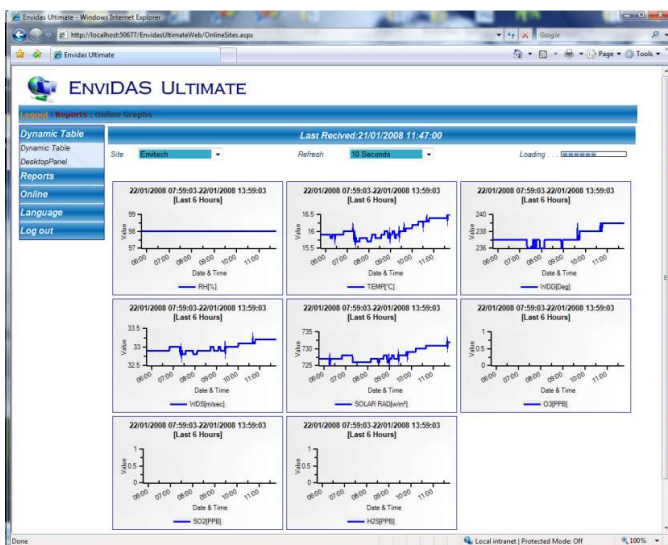 Envidas Ultimate - Windows Internet Explorer
http://localhost:50677/EnvidasUltimateWeb/OnlineSites.aspx
Google
Envidas Ultimate
Page
Tools
ENVIDAS ULTIMATE
Logout : Reports : Online Graphs
Dynamic Table
Last Recived:21/01/2008 11:47:00
Dynamic Table
DesktopPanel
Site Emitech Refresh 10 Seconds Loading . . .
Reports
Online
Language
Log out
22/01/2008 07:59:03-22/01/2008 13:59:03
[Last 6 Hours]
99
98
97
Value
06:00 07:00 08:00 09:00 10:00 11:00
Date & Time
RH[%]
22/01/2008 07:59:03-22/01/2008 13:59:03
[Last 6 Hours]
16.5
16
15.5
Value
06:00 07:00 08:00 09:00 10:00 11:00
Date & Time
TEMP[°C]
22/01/2008 07:59:03-22/01/2008 13:59:03
[Last 6 Hours]
240
238
236
Value
06:00 07:00 08:00 09:00 10:00 11:00
Date & Time
WDD[Deg]
22/01/2008 07:59:03-22/01/2008 13:59:03
[Last 6 Hours]
33.5
33
32.5
Value
06:00 07:00 08:00 09:00 10:00 11:00
Date & Time
WDS[m/sec]
22/01/2008 07:59:03-22/01/2008 13:59:03
[Last 6 Hours]
735
730
725
Value
06:00 07:00 08:00 09:00 10:00 11:00
Date & Time
SOLAR RAD[w/m²]
22/01/2008 07:59:03-22/01/2008 13:59:03
[Last 6 Hours]
1
0.5
0
Value
06:00 07:00 08:00 09:00 10:00 11:00
Date & Time
O3[PPB]
22/01/2008 07:59:03-22/01/2008 13:59:03
[Last 6 Hours]
1
0.5
0
Value
06:00 07:00 08:00 09:00 10:00 11:00
Date & Time
SO2[PPB]
22/01/2008 07:59:03-22/01/2008 13:59:03
[Last 6 Hours]
1
0.5
0
Value
06:00 07:00 08:00 09:00 10:00 11:00
Date & Time
H2S[PPB]
Done
Local intranet | Protected Mode: Off
100%